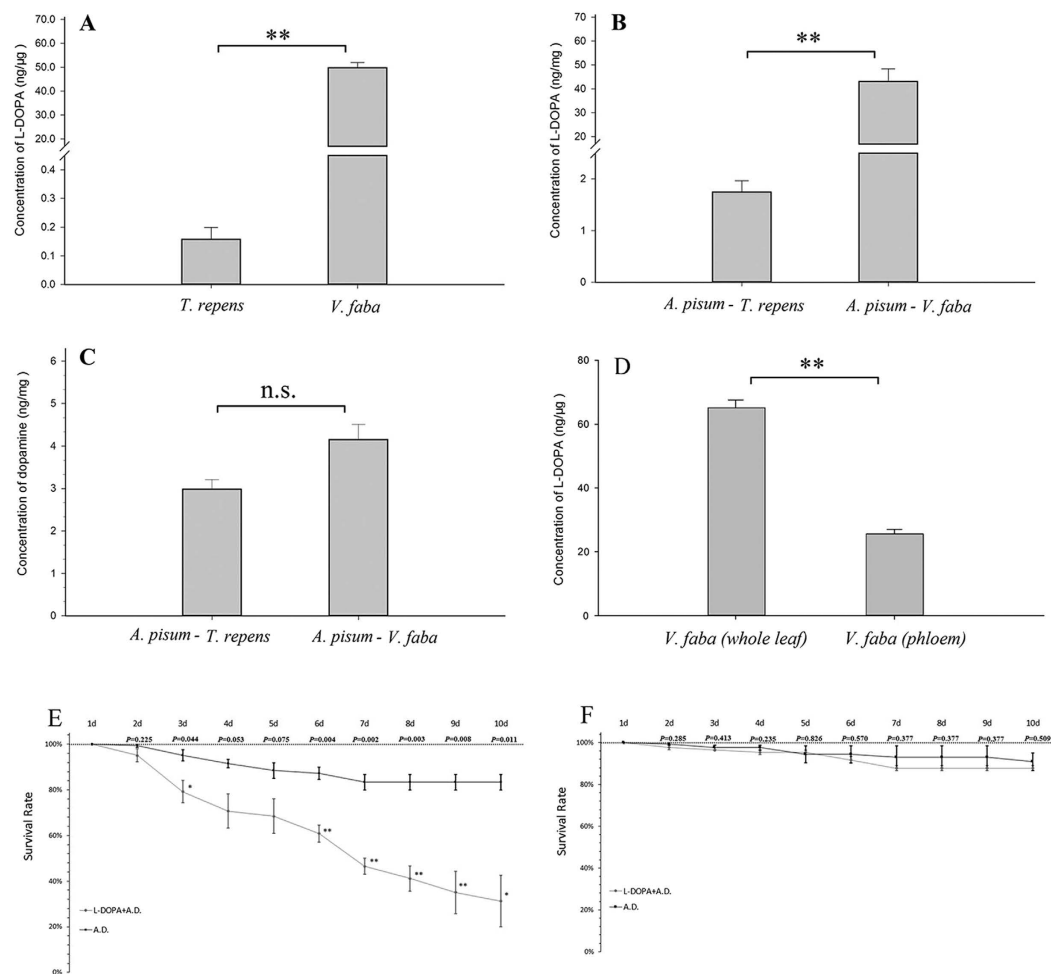 A
**
Concentration of L-DOPA (ng/µg)
70.0
60.0
50.0
40.0
30.0
20.0
0.4
0.3
0.2
0.1
0.0
T. repens
V. faba
B
**
Concentration of L-DOPA (ng/mg)
70
60
50
40
30
20
2
1
0
A. pisum - T. repens
A. pisum - V. faba
C
n.s.
Concentration of dopamine (ng/mg)
6
5
4
3
2
1
0
A. pisum - T. repens
A. pisum - V. faba
D
**
Concentration of L-DOPA (ng/µg)
80
60
40
20
0
V. faba (whole leaf)
V. faba (phloem)
E
1d 2d 3d 4d 5d 6d 7d 8d 9d 10d
P=0.225 P=0.044 P=0.053 P=0.075 P=0.004 P=0.002 P=0.003 P=0.008 P=0.011
Survival Rate
100%
80%
60%
40%
20%
0%
* ** ** ** ** *
L-DOPA+A.D.
A.D.
F
1d 2d 3d 4d 5d 6d 7d 8d 9d 10d
P=0.285 P=0.413 P=0.235 P=0.826 P=0.570 P=0.377 P=0.377 P=0.377 P=0.509
Survival Rate
100%
80%
60%
40%
20%
0%
L-DOPA+A.D.
A.D.